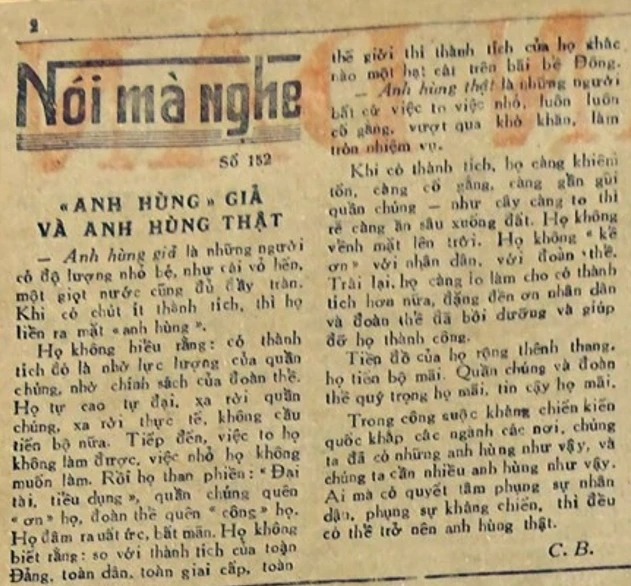 2
Nói mà nghe
Số 152
«ANH HÙNG» GIẢ
VÀ ANH HÙNG THẬT
— Anh hùng giả là những người
có độ lượng nhỏ bé, như cái vỏ hến,
một giọt nước cũng đủ đầy tràn.
Khi có chút ít thành tích, thì họ
liền ra mặt «anh hùng».
Họ không hiểu rằng: có thành
tích đó là nhờ lực lượng của quần
chúng, nhờ chính sách của đoàn thể.
Họ tự cao tự đại, xa rời quần
chúng, xa rời thực tế, không cầu
tiến bộ nữa. Tiếp đến, việc to họ
không làm được, việc nhỏ họ không
muốn làm. Rồi họ than phiền: «Đại
tài, tiểu dụng», quần chúng quên
«ơn» họ, đoàn thể quên «công» họ.
Họ đâm ra uất ức, bất mãn. Họ không
biết rằng: so với thành tích của toàn
Đảng, toàn dân, toàn giai cấp, toàn
thế giới thì thành tích của họ khác
nào một hạt cát trên bãi bể Đông.
— Anh hùng thật là những người
bất cứ việc to việc nhỏ, luôn luôn
cố gắng, vượt qua khó khăn, làm
tròn nhiệm vụ.
Khi có thành tích, họ càng khiêm
tốn, càng cố gắng, càng gần gũi
quần chúng — như cây càng to thì
rễ càng ăn sâu xuống đất. Họ không
vênh mặt lên trời. Họ không «kể
ơn» với nhân dân, với đoàn thể.
Trái lại, họ càng lo làm cho có thành
tích hơn nữa, đặng đền ơn nhân dân
và đoàn thể đã bồi dưỡng và giúp
đỡ họ thành công.
Tiền đồ của họ rộng thênh thang,
họ tiến bộ mãi. Quần chúng và đoàn
thể quý trọng họ mãi, tin cậy họ mãi.
Trong công cuộc kháng chiến kiến
quốc khắp các ngành các nơi, chúng
ta đã có những anh hùng như vậy, và
chúng ta cần nhiều anh hùng như vậy.
Ai mà có quyết tâm phụng sự nhân
dân, phụng sự kháng chiến, thì đều
có thể trở nên anh hùng thật.
C. B.